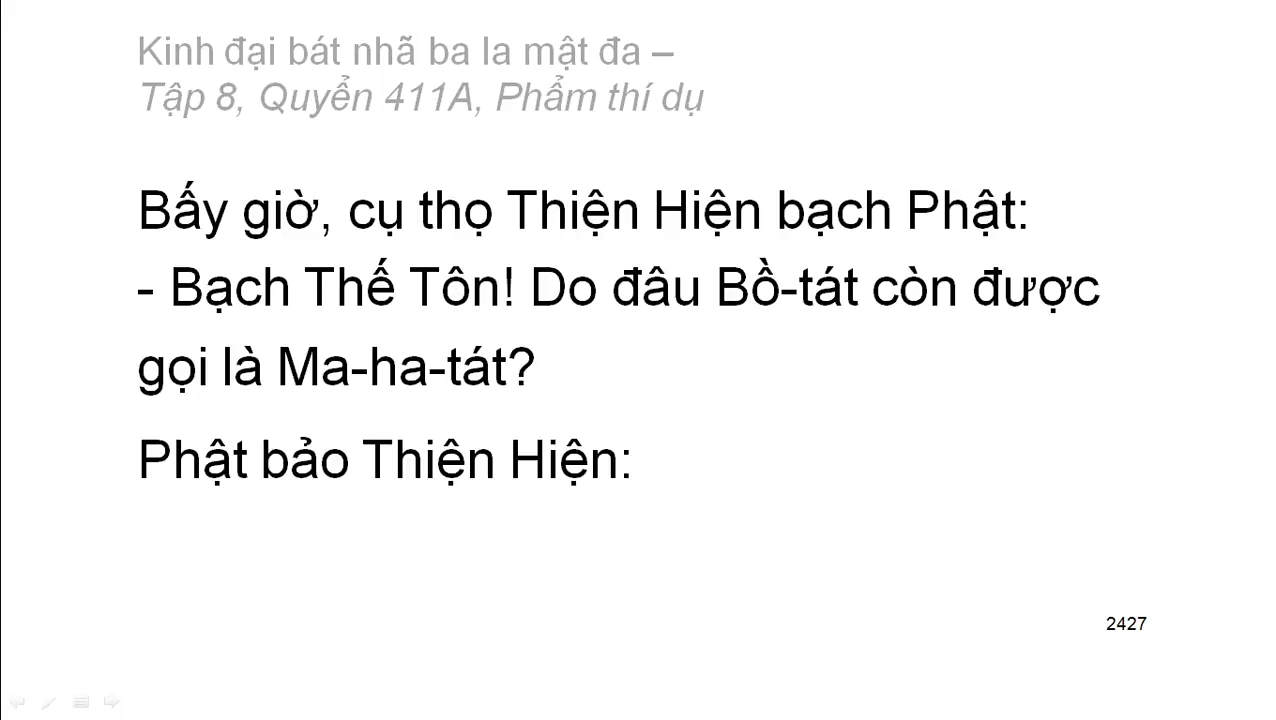 Kinh đại bát nhã ba la mật đa –
Tập 8, Quyển 411A, Phẩm thí dụ
Bấy giờ, cụ thọ Thiện Hiện bạch Phật:
- Bạch Thế Tôn! Do đâu Bồ-tát còn được
gọi là Ma-ha-tát?
Phật bảo Thiện Hiện:
2427